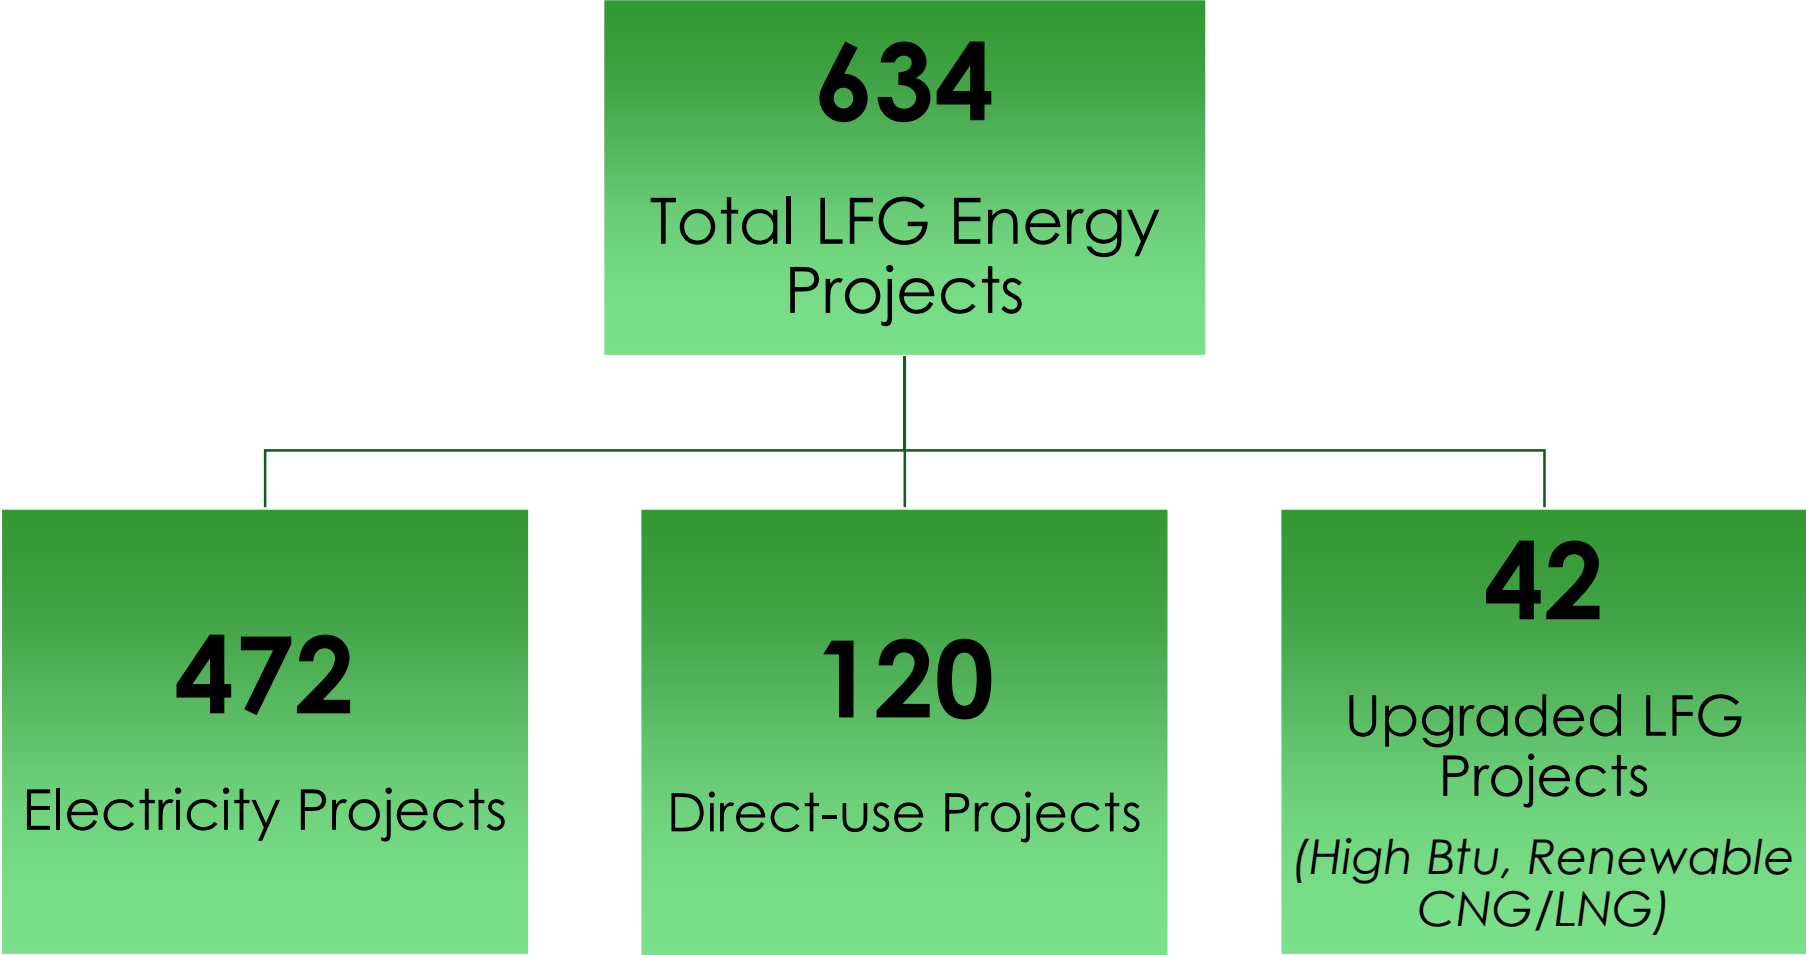 634
Total LFG Energy
Projects
472
Electricity Projects
120
Direct-use Projects
42
Upgraded LFG
Projects
(High Btu, Renewable
CNG/LNG)